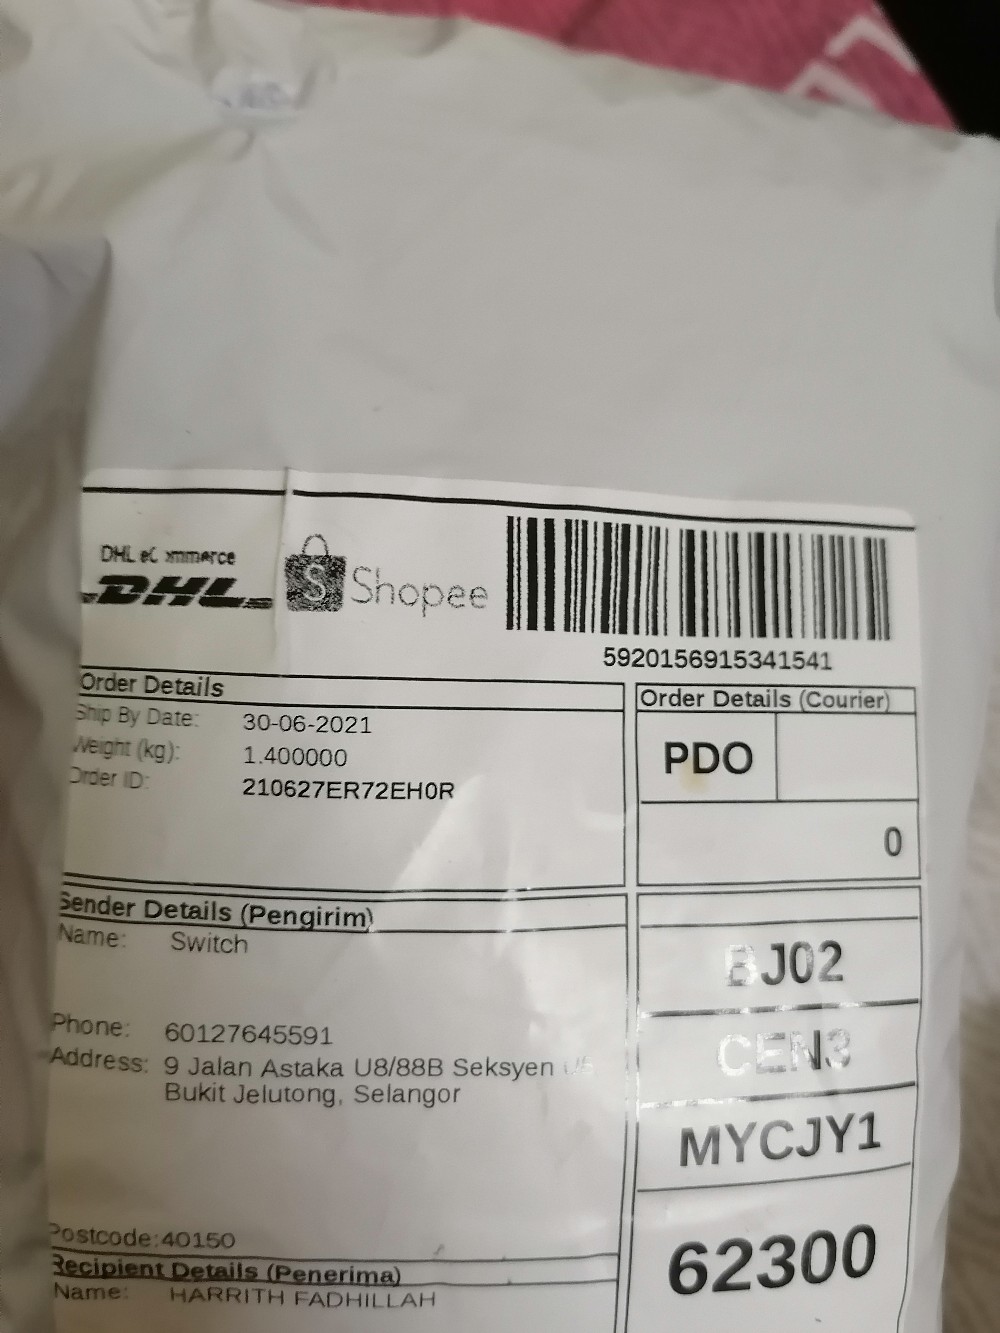 DHL eC mmerce
DHL
S Shopee
5920156915341541
Order Details
Ship By Date: 30-06-2021
Weight (kg): 1.400000
Order ID: 210627ER72EH0R
Order Details (Courier)
PDO
0
Sender Details (Pengirim)
Name: Switch
Phone: 60127645591
Address: 9 Jalan Astaka U8/88B Seksyen
Bukit Jelutong, Selangor
Postcode: 40150
BJ02
CEN3
MYCJY1
62300
Recipient Details (Penerima)
Name: HARRITH FADHILLAH